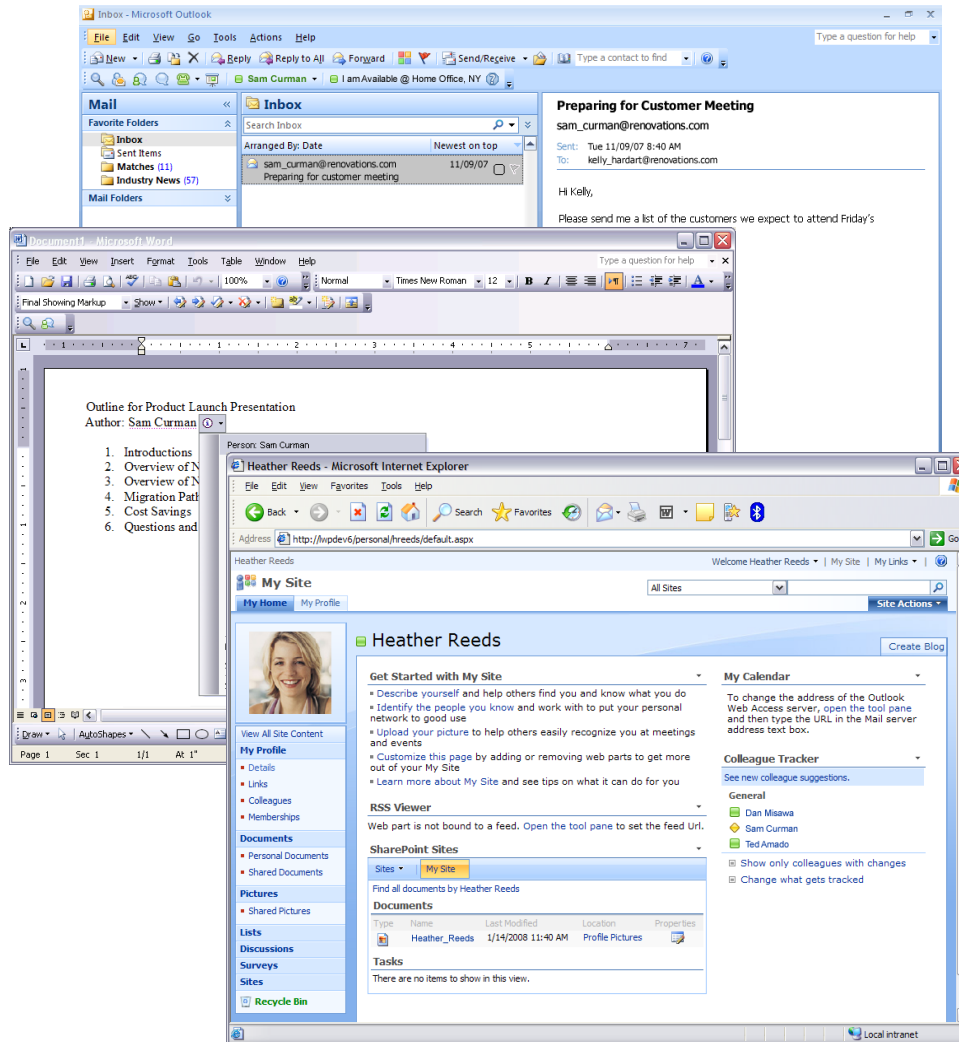 Inbox - Microsoft Outlook
File Edit View Go Tools Actions Help
Type a question for help
New
Reply Reply to All Forward Send/Receive Type a contact to find
Sam Curman I am Available @ Home Office, NY
Mail
Favorite Folders
Inbox
Sent Items
Matches (11)
Industry News (57)
Mail Folders
Inbox
Search Inbox
Arranged By: Date Newest on top
sam_curman@renovations.com 11/09/07
Preparing for customer meeting
Preparing for Customer Meeting
sam_curman@renovations.com
Sent: Tue 11/09/07 8:40 AM
To: kelly_hardart@renovations.com
Hi Kelly,
Please send me a list of the customers we expect to attend Friday's
Document1 - Microsoft Word
File Edit View Insert Format Tools Table Window Help
Type a question for help
100% Normal Times New Roman 12 B I
Final Showing Markup Show
L
1 1 2 3 4 5 7
Outline for Product Launch Presentation
Author: Sam Curman
1. Introductions
2. Overview of N
3. Overview of N
4. Migration Path
5. Cost Savings
6. Questions and
Person: Sam Curman
Draw AutoShapes
Page 1 Sec 1 1/1 At 1"
Heather Reeds - Microsoft Internet Explorer
File Edit View Favorites Tools Help
Back Search Favorites
Address http://lwpdev6/personal/hreeds/default.aspx Go
Heather Reeds
Welcome Heather Reeds | My Site | My Links |
My Site
All Sites
My Home My Profile
Site Actions
Heather Reeds
Create Blog
View All Site Content
My Profile
Details
Links
Colleagues
Memberships
Documents
Personal Documents
Shared Documents
Pictures
Shared Pictures
Lists
Discussions
Surveys
Sites
Recycle Bin
Get Started with My Site
Describe yourself and help others find you and know what you do
Identify the people you know and work with to put your personal
network to good use
Upload your picture to help others easily recognize you at meetings
and events
Customize this page by adding or removing web parts to get more
out of your My Site
Learn more about My Site and see tips on what it can do for you
RSS Viewer
Web part is not bound to a feed. Open the tool pane to set the feed Url.
SharePoint Sites
Sites My Site
Find all documents by Heather Reeds
Documents
Type Name Last Modified Location Properties
Heather_Reeds 1/14/2008 11:40 AM Profile Pictures
Tasks
There are no items to show in this view.
My Calendar
To change the address of the Outlook
Web Access server, open the tool pane
and then type the URL in the Mail server
address text box.
Colleague Tracker
See new colleague suggestions.
General
Dan Misawa
Sam Curman
Ted Amado
Show only colleagues with changes
Change what gets tracked
Local intranet